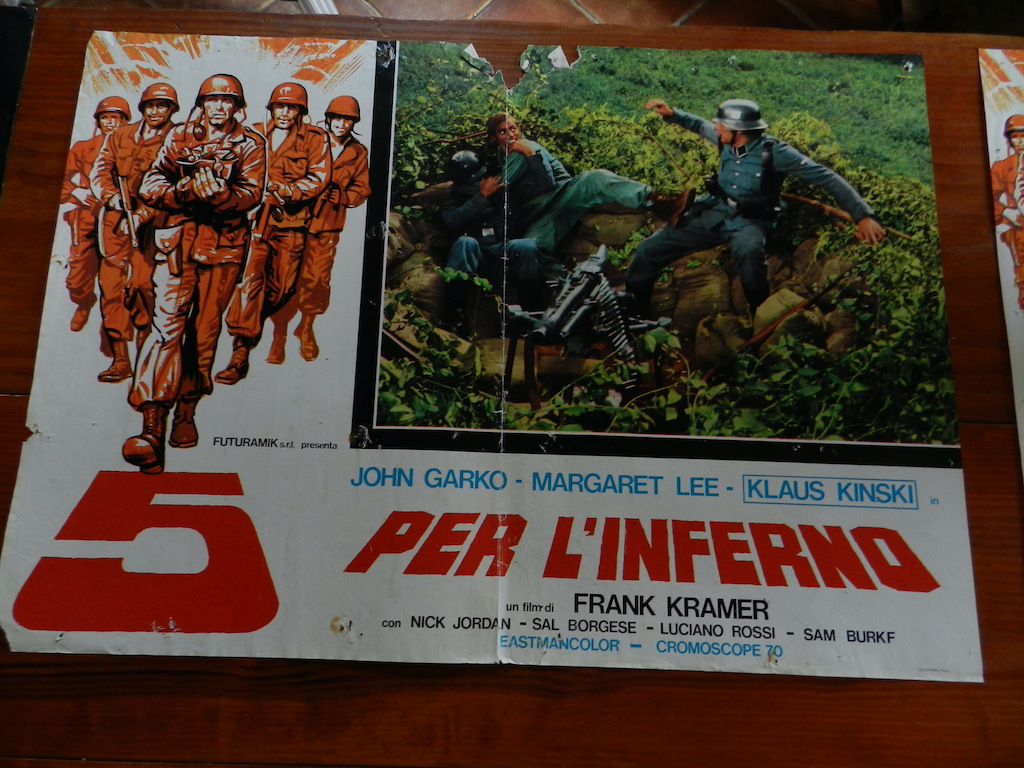 FUTURAMIK s.r.l. presenta
JOHN GARKO - MARGARET LEE - KLAUS KINSKI in
5 PER L'INFERNO
un film di FRANK KRAMER
con NICK JORDAN - SAL BORGESE - LUCIANO ROSSI - SAM BURKE
EASTMANCOLOR - CROMOSCOPE 70